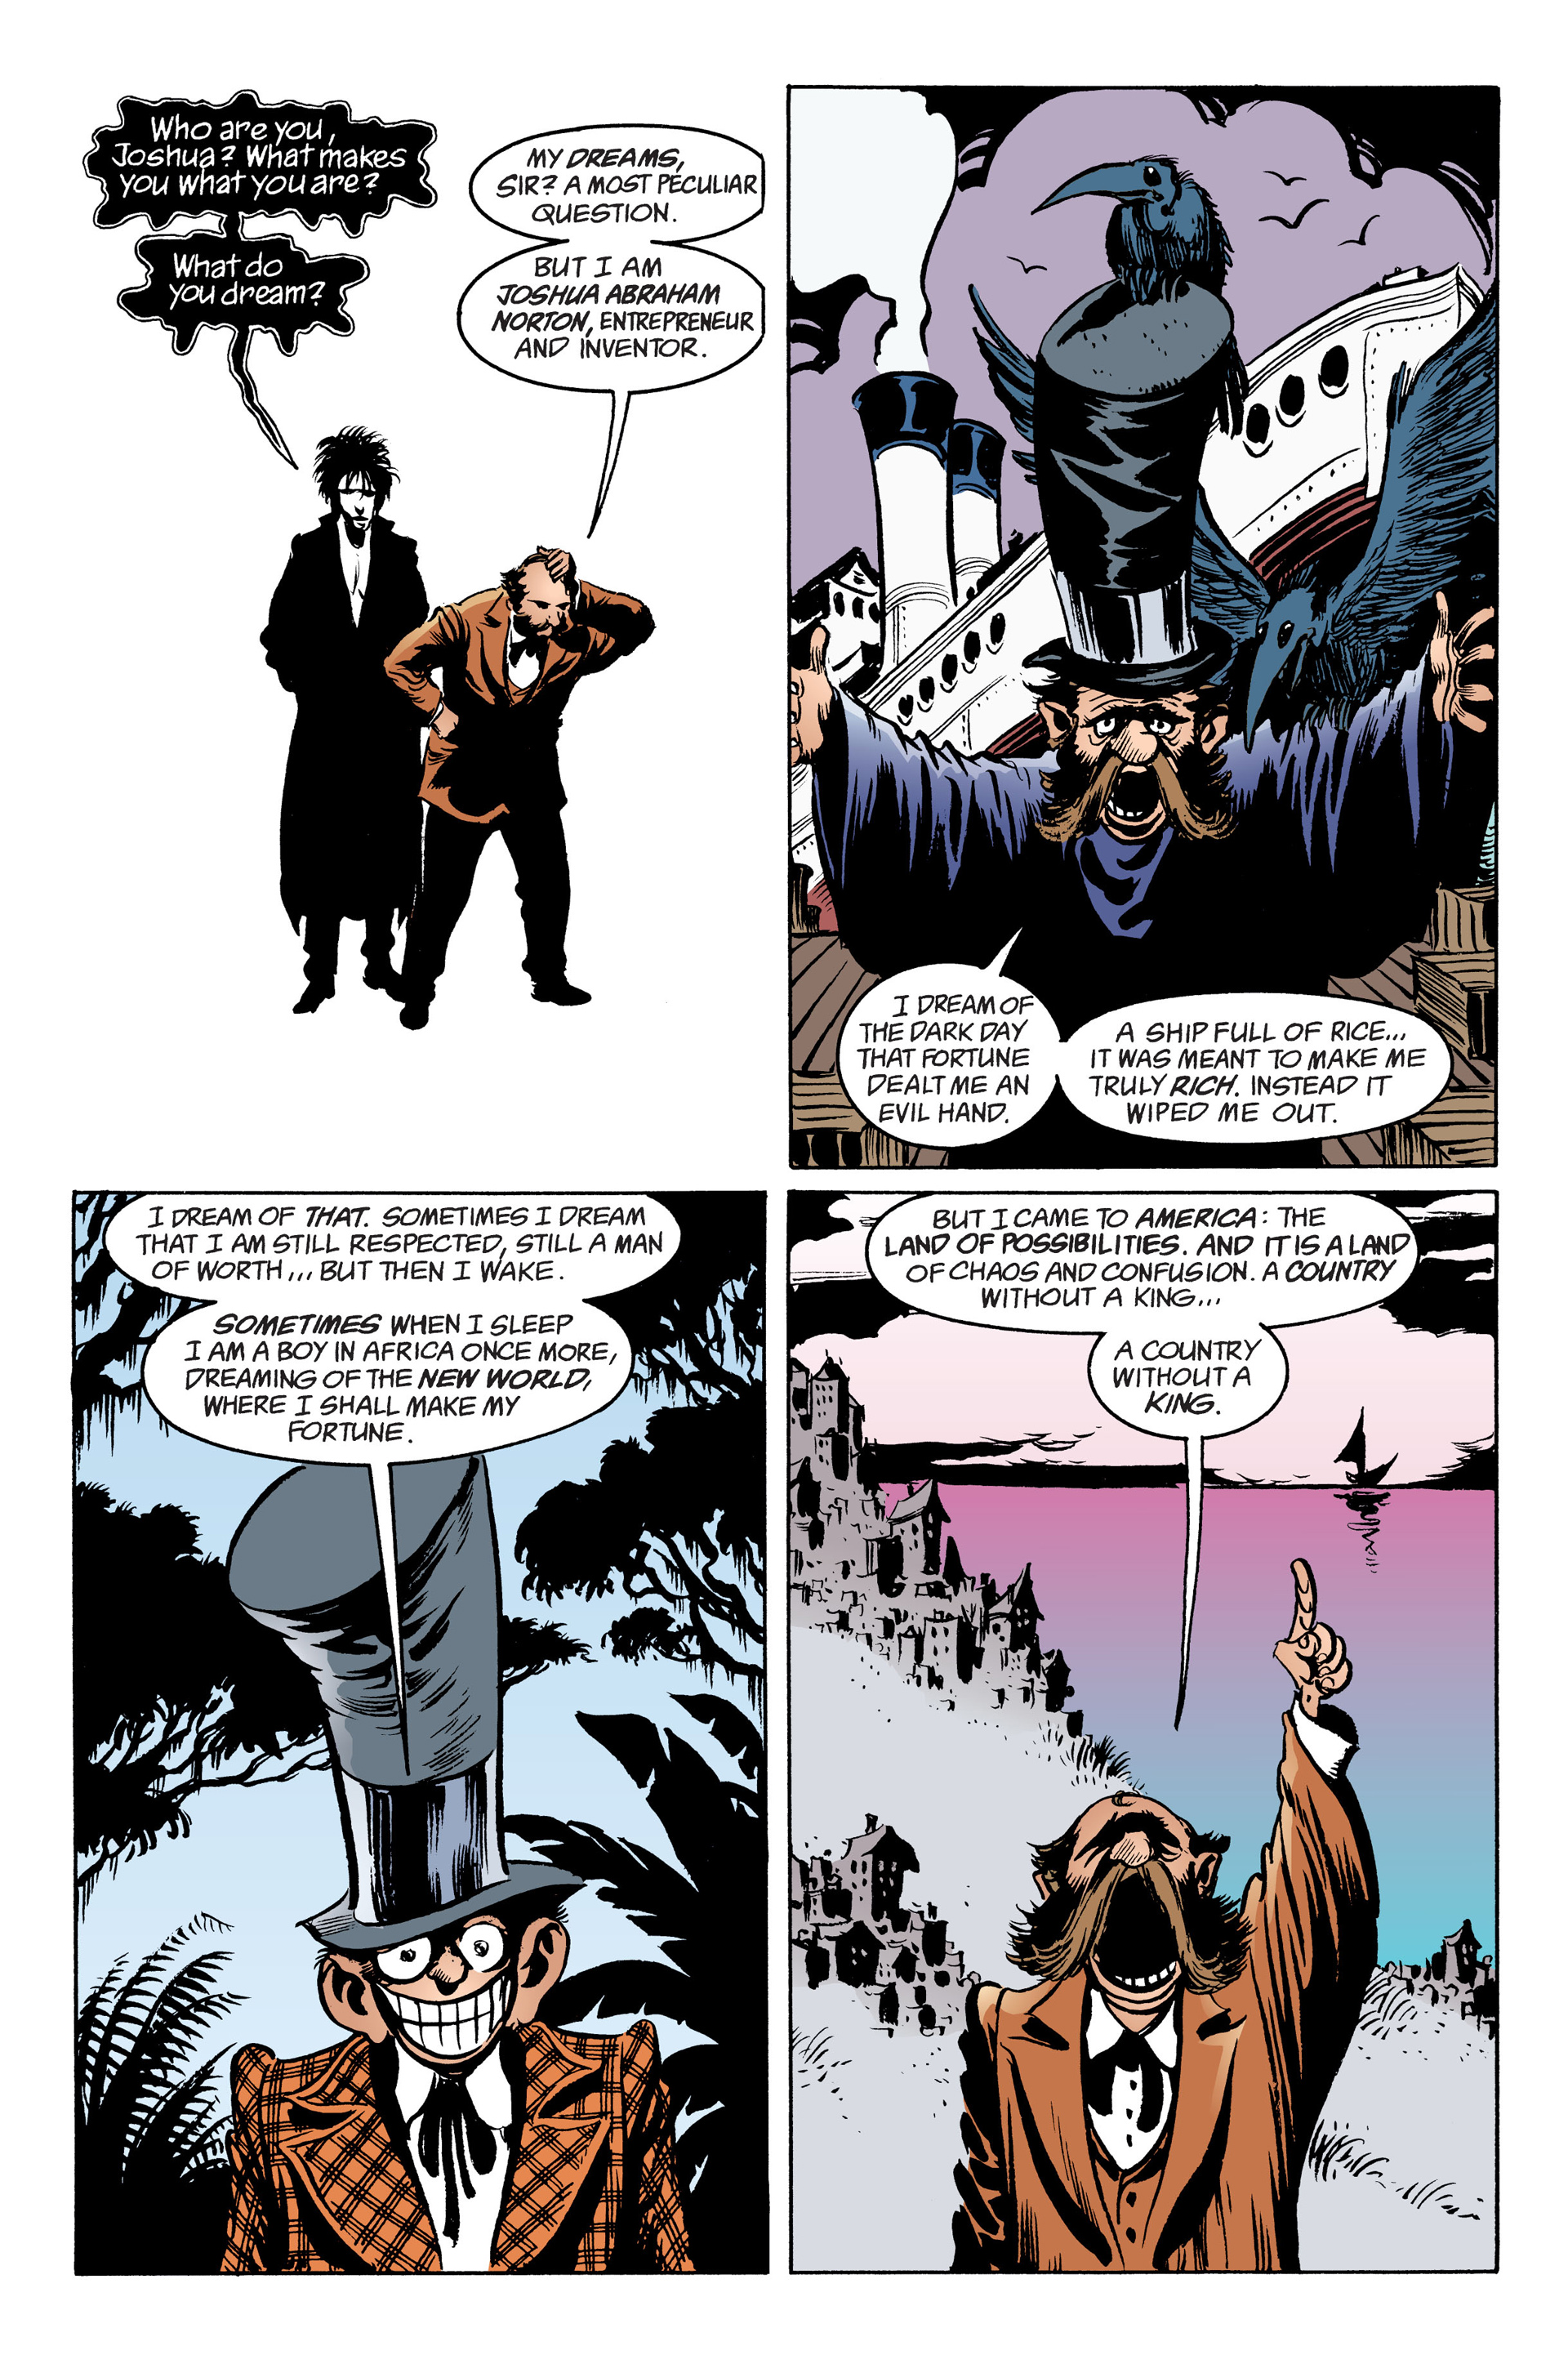 Who are you,
Joshua? What makes
you what you are?
What do
you dream?
MY DREAMS,
SIR? A MOST PECULIAR
QUESTION.
BUT I AM
JOSHUA ABRAHAM
NORTON, ENTREPRENEUR
AND INVENTOR.
I DREAM OF
THE DARK DAY
THAT FORTUNE
DEALT ME AN
EVIL HAND.
A SHIP FULL OF RICE...
IT WAS MEANT TO MAKE ME
TRULY RICH. INSTEAD IT
WIPED ME OUT.
I DREAM OF THAT. SOMETIMES I DREAM
THAT I AM STILL RESPECTED, STILL A MAN
OF WORTH... BUT THEN I WAKE.
SOMETIMES WHEN I SLEEP
I AM A BOY IN AFRICA ONCE MORE,
DREAMING OF THE NEW WORLD,
WHERE I SHALL MAKE MY
FORTUNE.
BUT I CAME TO AMERICA: THE
LAND OF POSSIBILITIES. AND IT IS A LAND
OF CHAOS AND CONFUSION. A COUNTRY
WITHOUT A KING...
A COUNTRY
WITHOUT A
KING.